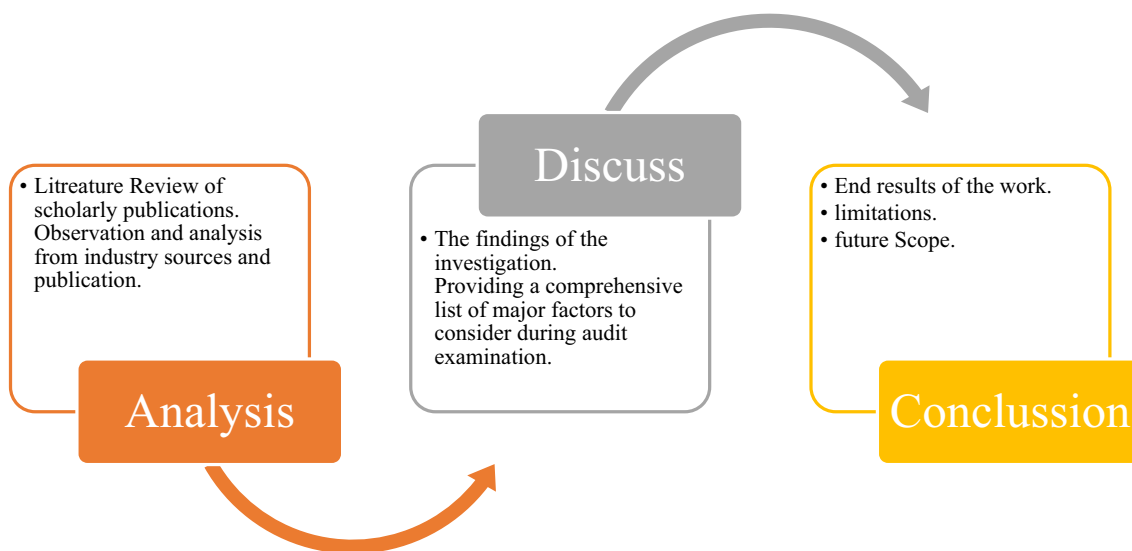 • Litreature Review of
scholarly publications.
Observation and analysis
from industry sources and
publication.
Analysis
Discuss
• The findings of the
investigation.
Providing a comprehensive
list of major factors to
consider during audit
examination.
• End results of the work.
• limitations.
• future Scope.
Conclussion